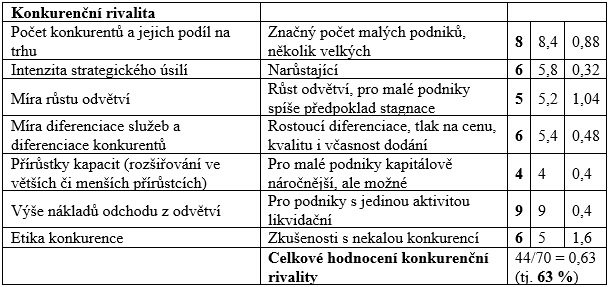 Konkurenční rivalita
Počet konkurentů a jejich podíl na trhu Značný počet malých podniků, několik velkých 8 8,4 0,88
Intenzita strategického úsilí Narůstající 6 5,8 0,32
Míra růstu odvětví Růst odvětví, pro malé podniky spíše předpoklad stagnace 5 5,2 1,04
Míra diferenciace služeb a diferenciace konkurentů Rostoucí diferenciace, tlak na cenu, kvalitu i včasnost dodání 6 5,4 0,48
Přírůstky kapacit (rozšiřování ve větších či menších přírůstcích) Pro malé podniky kapitálově náročnější, ale možné 4 4 0,4
Výše nákladů odchodu z odvětví Pro podniky s jedinou aktivitou likvidační 9 9 0,4
Etika konkurence Zkušenosti s nekalou konkurencí 6 5 1,6
Celkové hodnocení konkurenční rivality 44/70 = 0,63 (tj. 63 %)